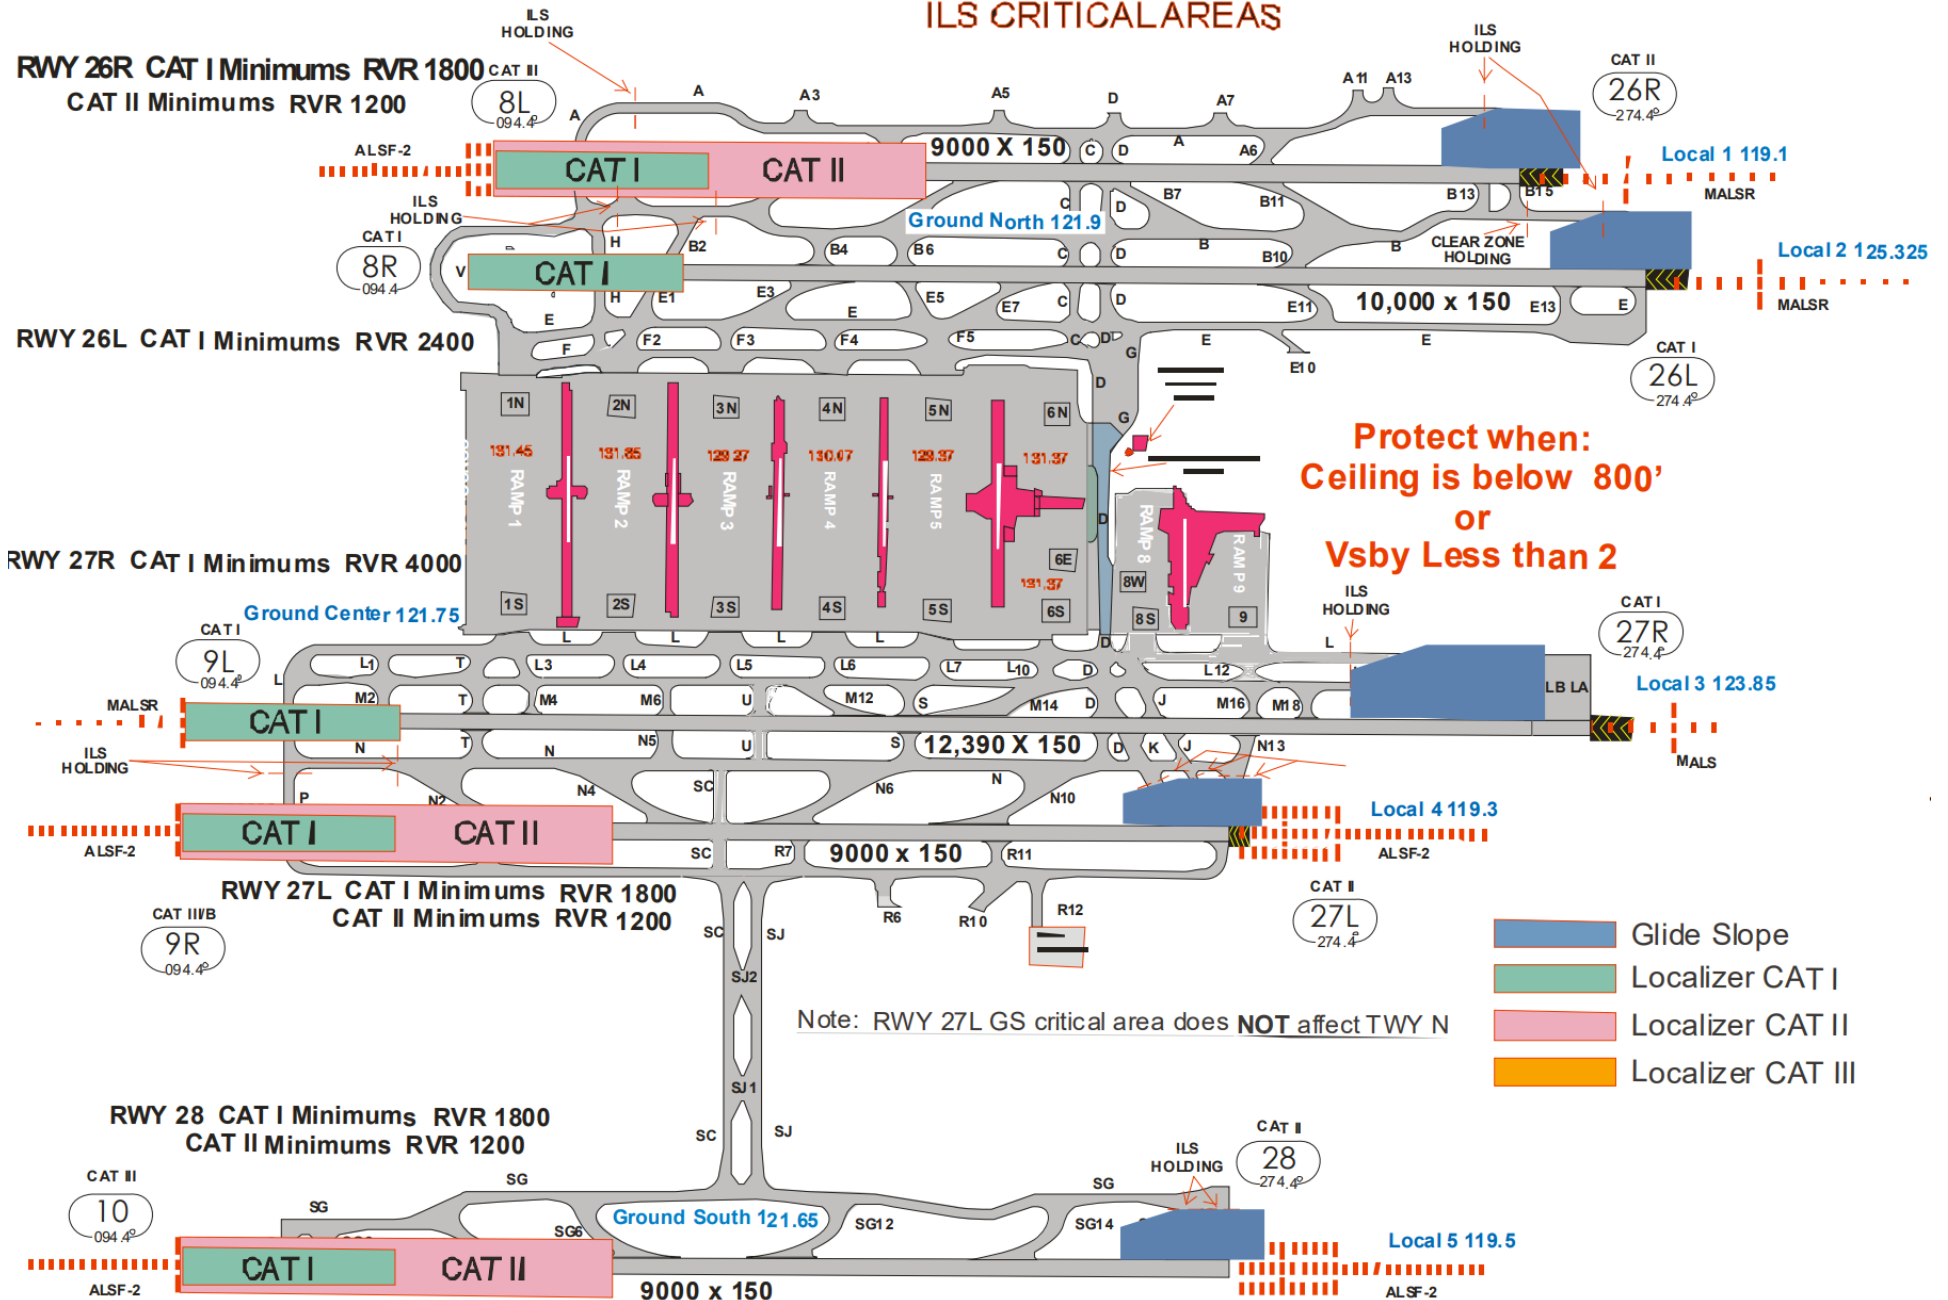 ILS CRITICAL AREAS
ILS
HOLDING
RWY 26R CAT I Minimums RVR 1800
CAT II Minimums RVR 1200
CAT III
8L
094.4°
ALSF-2
CAT I
CAT II
A
A
A3
A5
D
A7
A11
A13
ILS
HOLDING
CAT II
26R
274.4°
Local 1 119.1
MALSR
9000 X 150
C
D
A
A6
ILS
HOLDING
C
D
B7
B11
B13
B15
Ground North 121.9
CAT I
8R
094.4
V
CAT I
H
B2
B4
B6
C
D
B
B10
B
CLEAR ZONE
HOLDING
Local 2 125.325
MALSR
H
E1
E3
E
E5
E7
C
D
E11
10,000 x 150
E13
E
E
RWY 26L CAT I Minimums RVR 2400
F
F2
F3
F4
F5
C
D
G
E
E10
E
CAT I
26L
274.4°
D
G
1N
2N
3N
4N
5N
6N
131.45
131.85
129.27
130.07
129.37
131.37
RAMP 1
RAMP 2
RAMP 3
RAMP 4
RAMP 5
D
RAMP 8
RAMP 9
6E
131.37
8W
1S
2S
3S
4S
5S
6S
8S
9
Protect when:
Ceiling is below 800’
or
Vsby Less than 2
RWY 27R CAT I Minimums RVR 4000
Ground Center 121.75
ILS
HOLDING
CAT I
27R
274.4°
CAT I
9L
094.4°
L
L
L
L
D
L
L
L1
T
L3
L4
L5
L6
L7
L10
D
L12
LB LA
Local 3 123.85
MALS
MALSR
CAT I
M2
T
M4
M6
U
M12
S
M14
D
J
M16
M18
N
T
N
N5
U
S
12,390 X 150
D
K
J
N13
ILS
HOLDING
P
N2
N4
SC
N6
N
N10
ALSF-2
CAT I
CAT II
Local 4 119.3
ALSF-2
SC
R7
9000 x 150
R11
R6
R10
R12
RWY 27L CAT I Minimums RVR 1800
CAT II Minimums RVR 1200
CAT III/B
9R
094.4°
CAT II
27L
274.4°
SC
SJ
SJ2
Glide Slope
Localizer CAT I
Localizer CAT II
Localizer CAT III
Note: RWY 27L GS critical area does NOT affect TWY N
SJ1
SC
SJ
RWY 28 CAT I Minimums RVR 1800
CAT II Minimums RVR 1200
CAT III
10
094.4°
ILS
HOLDING
CAT II
28
274.4°
SG
SG
SG
SG6
Ground South 121.65
SG12
SG14
CAT I
CAT II
ALSF-2
9000 x 150
Local 5 119.5
ALSF-2